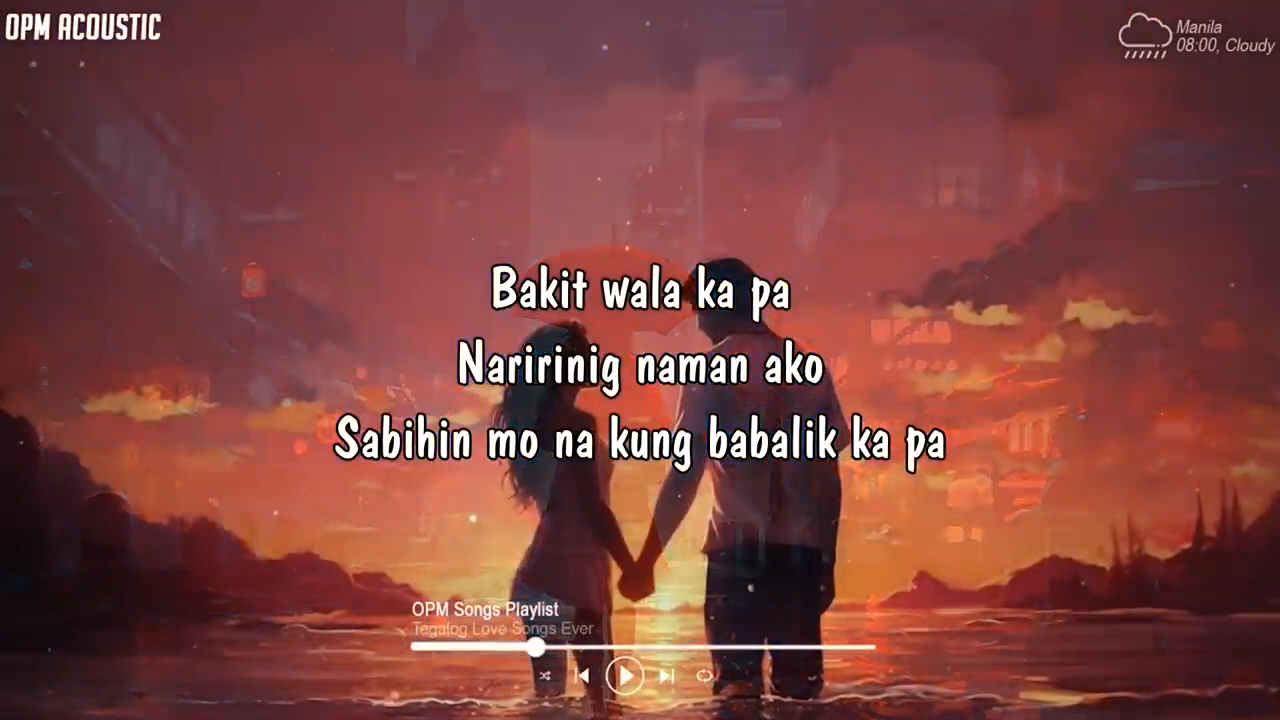 OPM ACOUSTIC
Manila
08:00, Cloudy
Bakit wala ka pa
Naririnig naman ako
Sabihin mo na kung babalik ka pa
OPM Songs Playlist
Tagalog Love Songs Ever